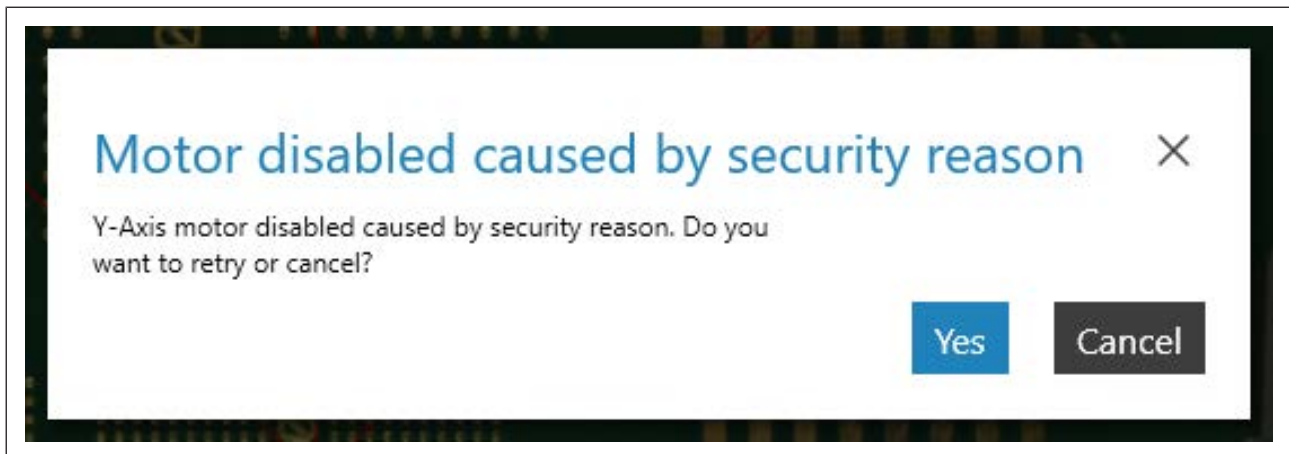 Motor disabled caused by security reason
Y-Axis motor disabled caused by security reason. Do you
want to retry or cancel?
Yes Cancel